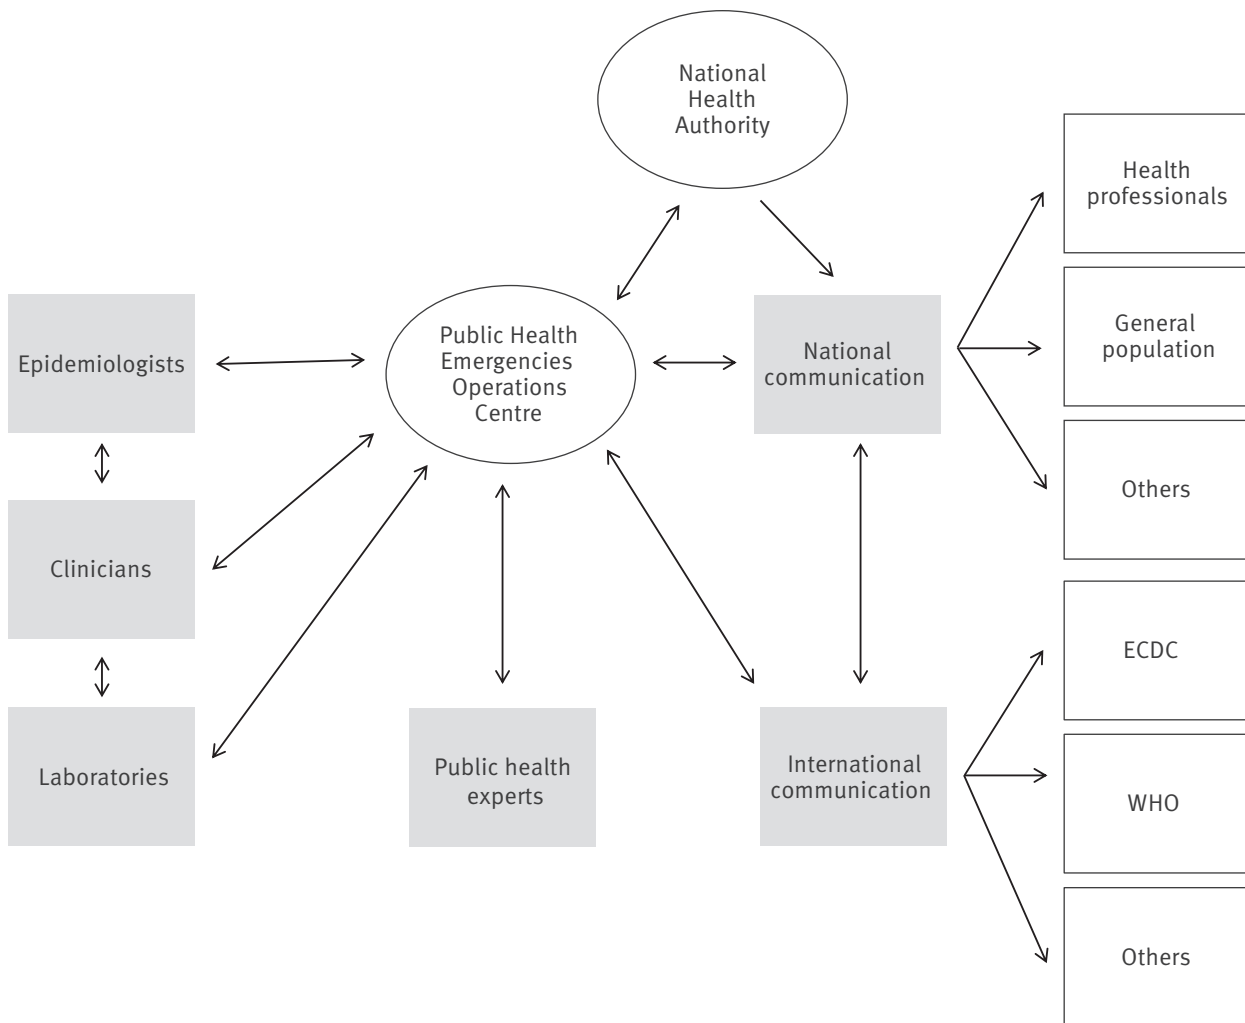 National
Health
Authority
Health
professionals
Public Health
Emergencies
Operations
Centre
Epidemiologists
National
communication
General
population
Others
Clinicians
ECDC
Laboratories
Public health
experts
International
communication
WHO
Others